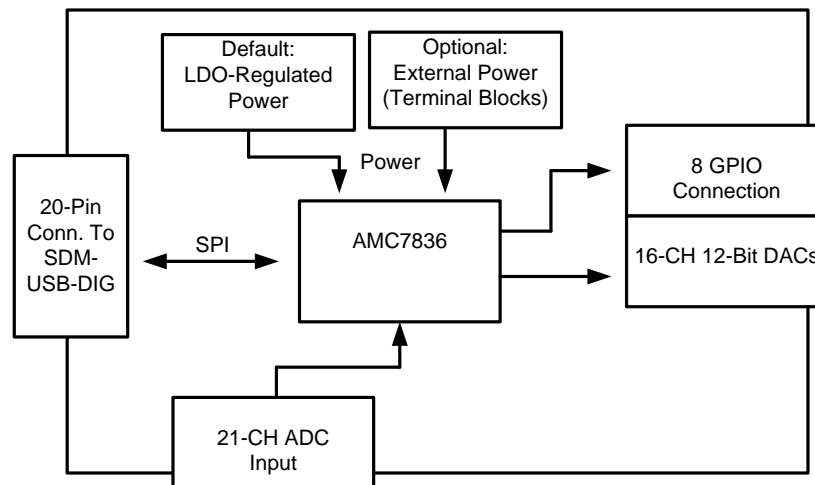 Default:
LDO-Regulated
Power
Optional:
External Power
(Terminal Blocks)
Power
20-Pin
Conn. To
SDM-
USB-DIG
SPI
AMC7836
8 GPIO
Connection
16-CH 12-Bit DACs
21-CH ADC
Input